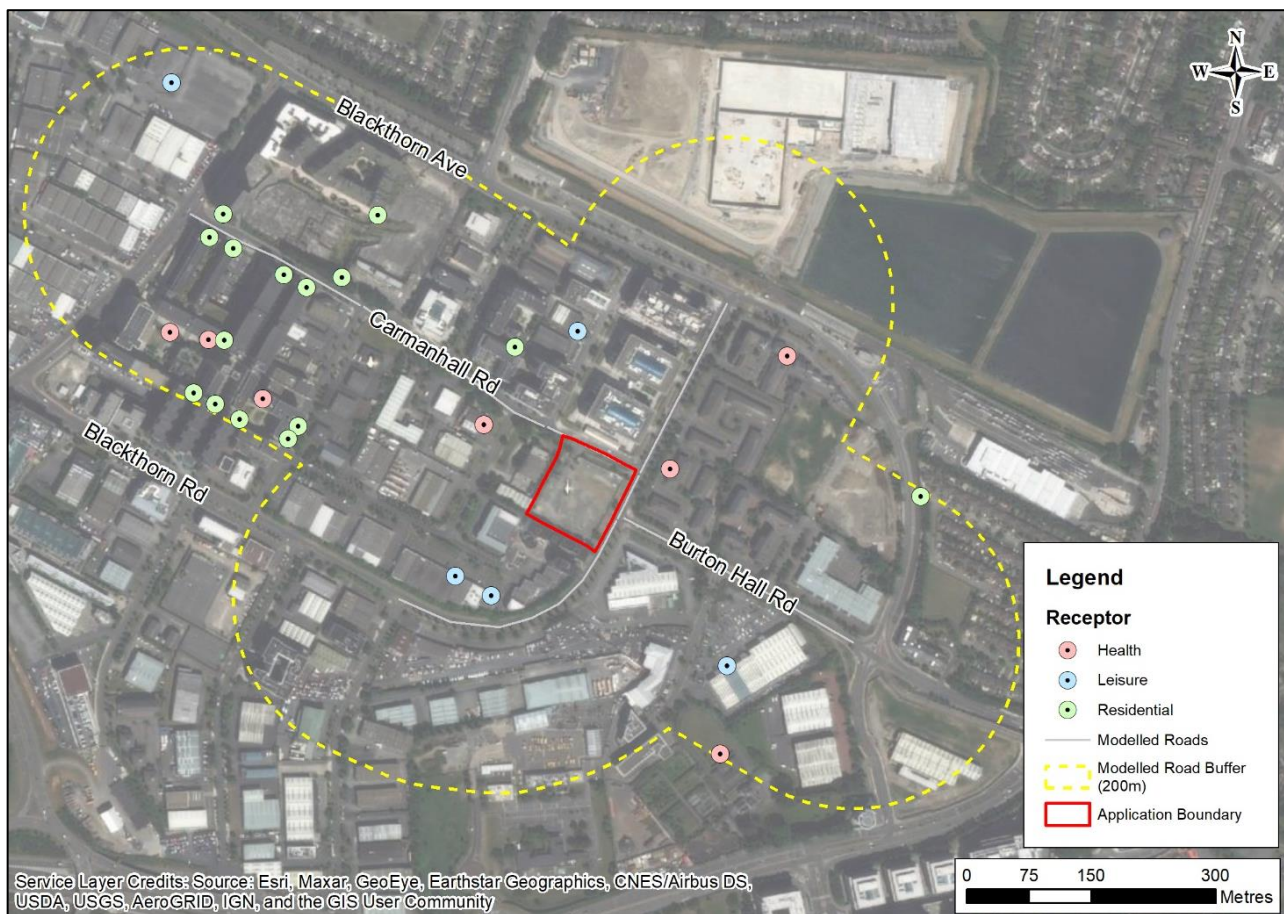 N
W E
S
Blackthorn Ave
Carmanhall Rd
Blackthorn Rd
Burton Hall Rd
Legend
Receptor
Health
Leisure
Residential
Modelled Roads
Modelled Road Buffer
(200m)
Application Boundary
Service Layer Credits: Source: Esri, Maxar, GeoEye, Earthstar Geographics, CNES/Airbus DS,
USDA, USGS, AeroGRID, IGN, and the GIS User Community
0 75 150 300
Metres